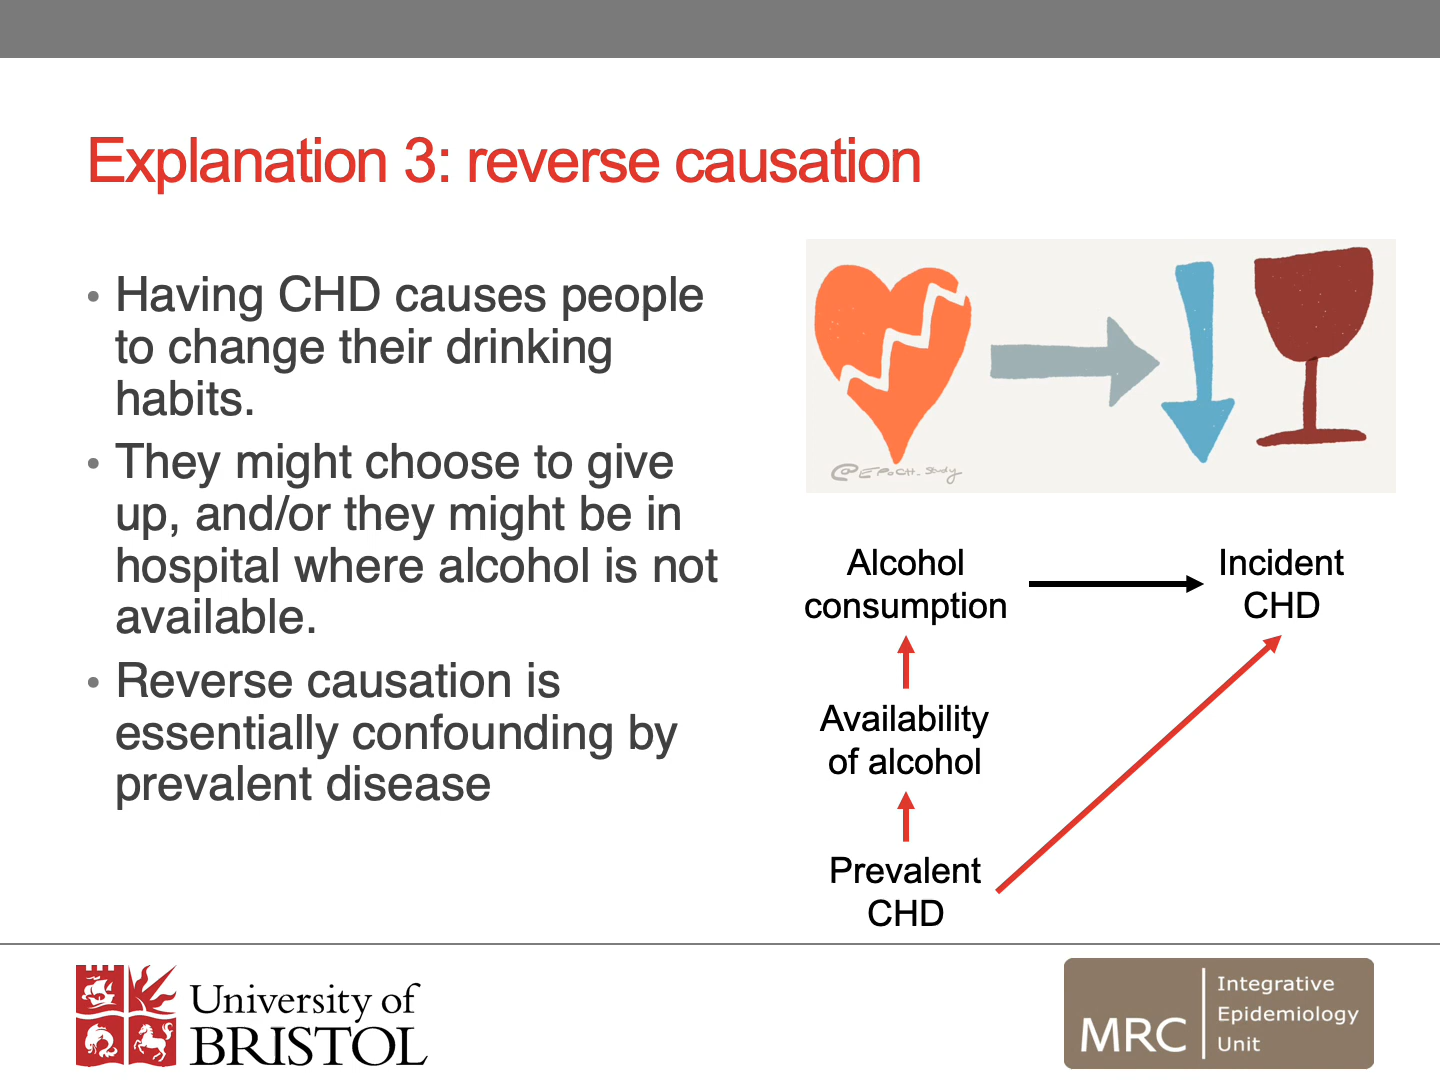 Explanation 3: reverse causation
• Having CHD causes people
to change their drinking
habits.
• They might choose to give
up, and/or they might be in
hospital where alcohol is not
available.
• Reverse causation is
essentially confounding by
prevalent disease
@EPOCH_Study
Alcohol
consumption
Incident
CHD
Availability
of alcohol
Prevalent
CHD
University of
BRISTOL
MRC
Integrative
Epidemiology
Unit